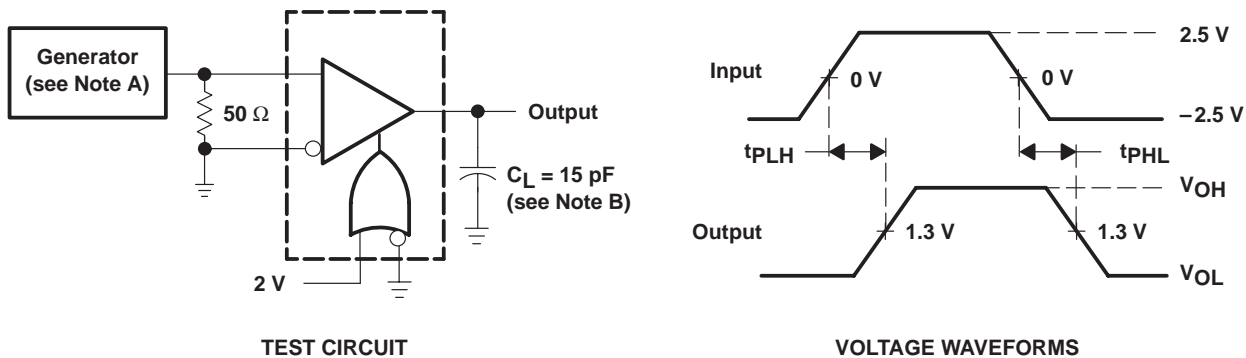 Generator
(see Note A)
50 Ω
Output
CL = 15 pF
(see Note B)
2 V
TEST CIRCUIT
Input
0 V
0 V
2.5 V
−2.5 V
tPLH
tPHL
Output
1.3 V
1.3 V
VOH
VOL
VOLTAGE WAVEFORMS